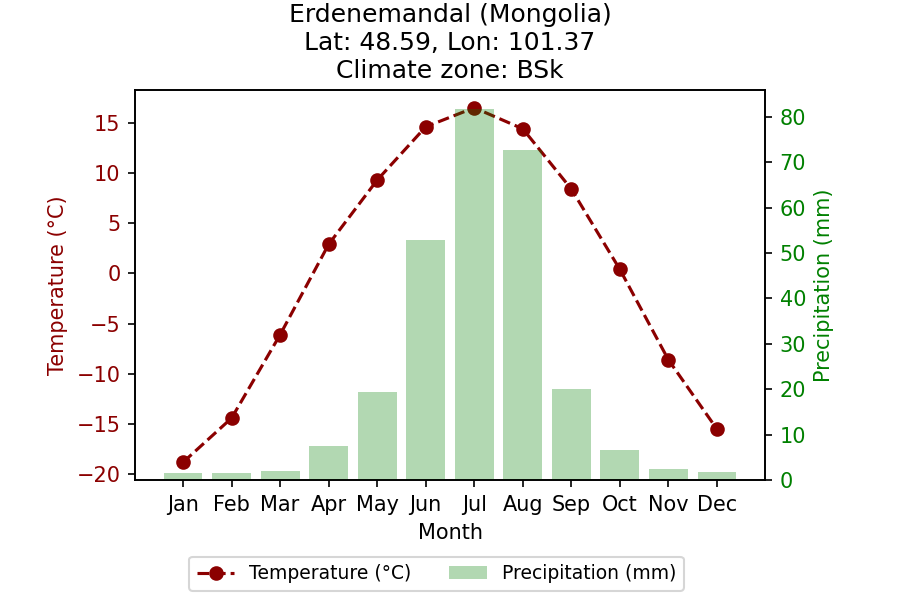 Erdenemandal (Mongolia)
Lat: 48.59, Lon: 101.37
Climate zone: BSk
Temperature (°C)
15
10
5
0
−5
−10
−15
−20
80
70
60
50
40
30
20
10
0
Precipitation (mm)
Jan Feb Mar Apr May Jun Jul Aug Sep Oct Nov Dec
Month
Temperature (°C) Precipitation (mm)